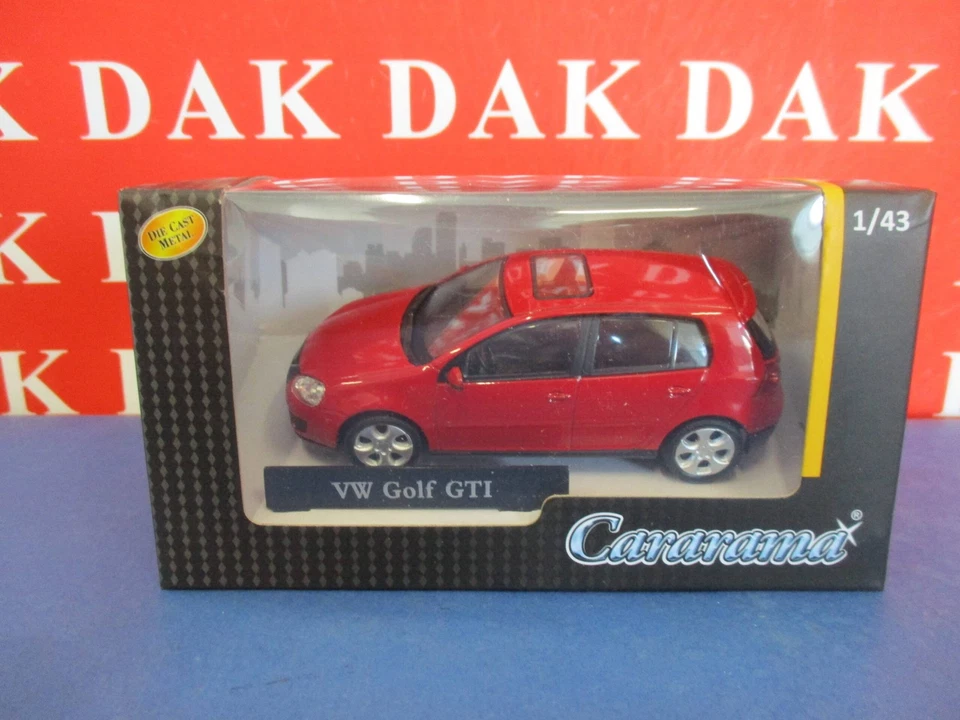 K DAK DAK DAK
DIE CAST
METAL
1/43
VW Golf GTI
Cararama®